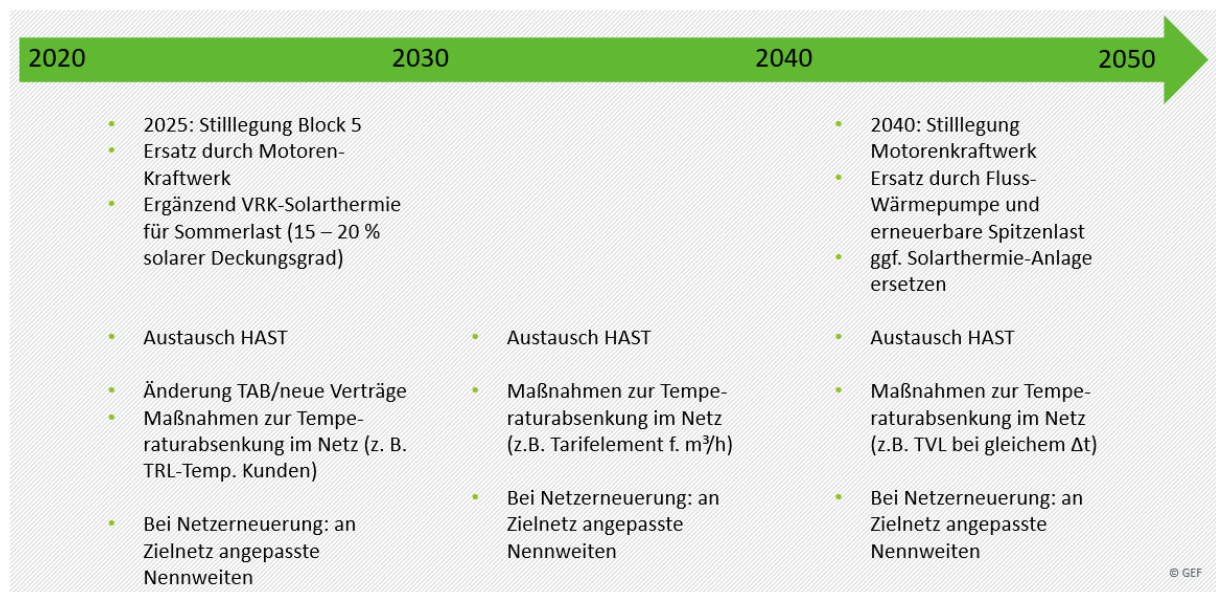 2020 2030 2040 2050
• 2025: Stilllegung Block 5
• Ersatz durch Motoren-
Kraftwerk
• Ergänzend VRK-Solarthermie
für Sommerlast (15 – 20 %
solarer Deckungsgrad)
• Austausch HAST
• Änderung TAB/neue Verträge
• Maßnahmen zur Tempe-
raturabsenkung im Netz (z. B.
TRL-Temp. Kunden)
• Bei Netzerneuerung: an
Zielnetz angepasste
Nennweiten
• Austausch HAST
• Maßnahmen zur Tempe-
raturabsenkung im Netz
(z.B. Tarifelement f. m³/h)
• Bei Netzerneuerung: an
Zielnetz angepasste
Nennweiten
• 2040: Stilllegung
Motorenkraftwerk
• Ersatz durch Fluss-
Wärmepumpe und
erneuerbare Spitzenlast
• ggf. Solarthermie-Anlage
ersetzen
• Austausch HAST
• Maßnahmen zur Tempe-
raturabsenkung im Netz
(z.B. TVL bei gleichem Δt)
• Bei Netzerneuerung: an
Zielnetz angepasste
Nennweiten
© GEF